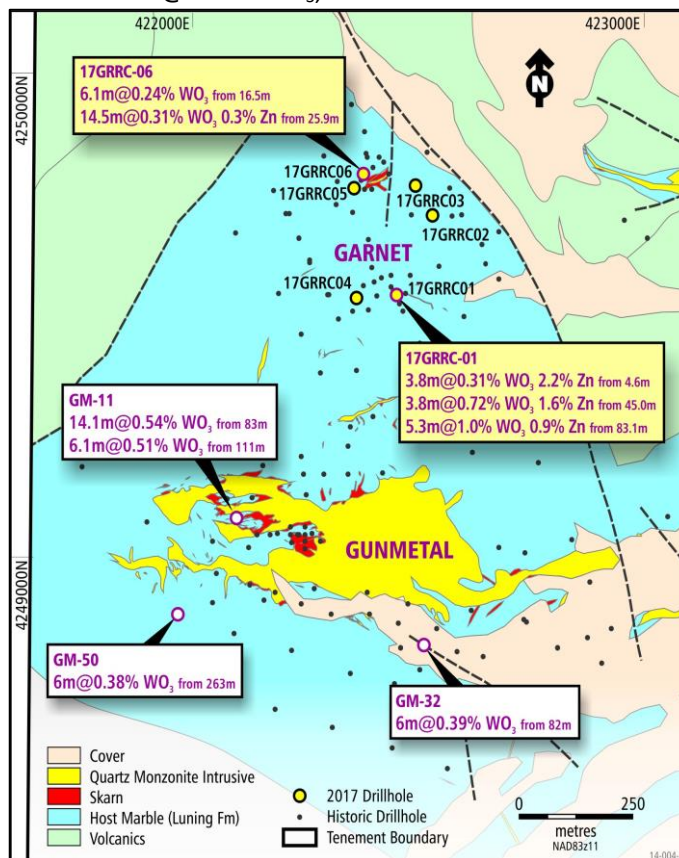 422000E
423000E
4250000N
4249000N
N
17GRRC-06
6.1m@0.24% WO₃ from 16.5m
14.5m@0.31% WO₃ 0.3% Zn from 25.9m
17GRRC06
17GRRC05
17GRRC03
17GRRC02
GARNET
17GRRC04
17GRRC01
17GRRC-01
3.8m@0.31% WO₃ 2.2% Zn from 4.6m
3.8m@0.72% WO₃ 1.6% Zn from 45.0m
5.3m@1.0% WO₃ 0.9% Zn from 83.1m
GM-11
14.1m@0.54% WO₃ from 83m
6.1m@0.51% WO₃ from 111m
GUNMETAL
GM-50
6m@0.38% WO₃ from 263m
GM-32
6m@0.39% WO₃ from 82m
Cover
Quartz Monzonite Intrusive
Skarn
Host Marble (Luning Fm)
Volcanics
2017 Drillhole
Historic Drillhole
Tenement Boundary
0 250
metres
NAD83z11
14-004-